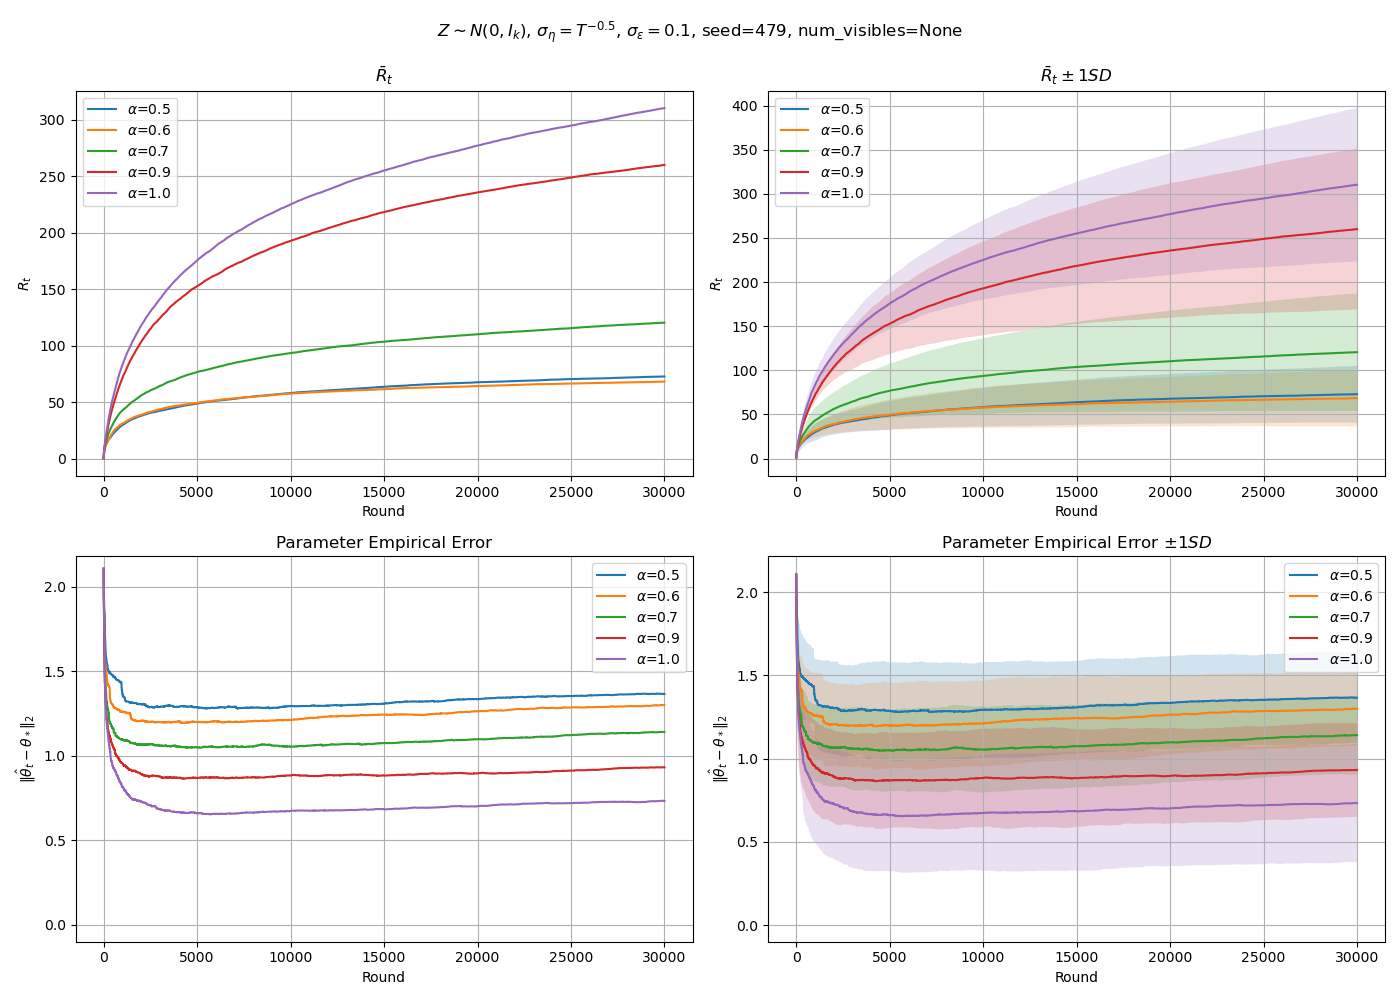 Z ∼ N(0, I_k), σ_η = T^{−0.5}, σ_ε = 0.1, seed=479, num_visibles=None
R̄_t
R_t
300
250
200
150
100
50
0
α=0.5
α=0.6
α=0.7
α=0.9
α=1.0
0 5000 10000 15000 20000 25000 30000
Round
R̄_t ± 1SD
R_t
400
350
300
250
200
150
100
50
0
α=0.5
α=0.6
α=0.7
α=0.9
α=1.0
0 5000 10000 15000 20000 25000 30000
Round
Parameter Empirical Error
‖θ̂_t − θ_*‖_2
2.0
1.5
1.0
0.5
0.0
α=0.5
α=0.6
α=0.7
α=0.9
α=1.0
0 5000 10000 15000 20000 25000 30000
Round
Parameter Empirical Error ±1SD
‖θ̂_t − θ_*‖_2
2.0
1.5
1.0
0.5
0.0
α=0.5
α=0.6
α=0.7
α=0.9
α=1.0
0 5000 10000 15000 20000 25000 30000
Round